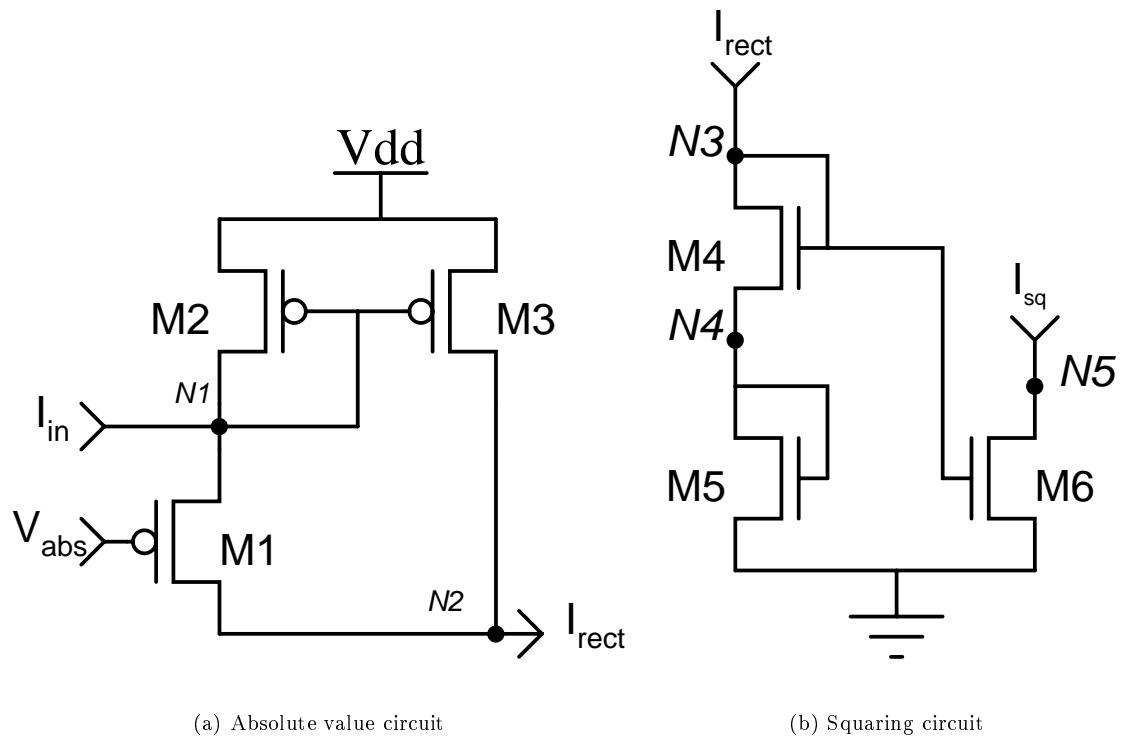 Vdd
M2
M3
N1
I_in
V_abs
M1
N2
I_rect
(a) Absolute value circuit
I_rect
N3
M4
N4
I_sq
N5
M5
M6
(b) Squaring circuit